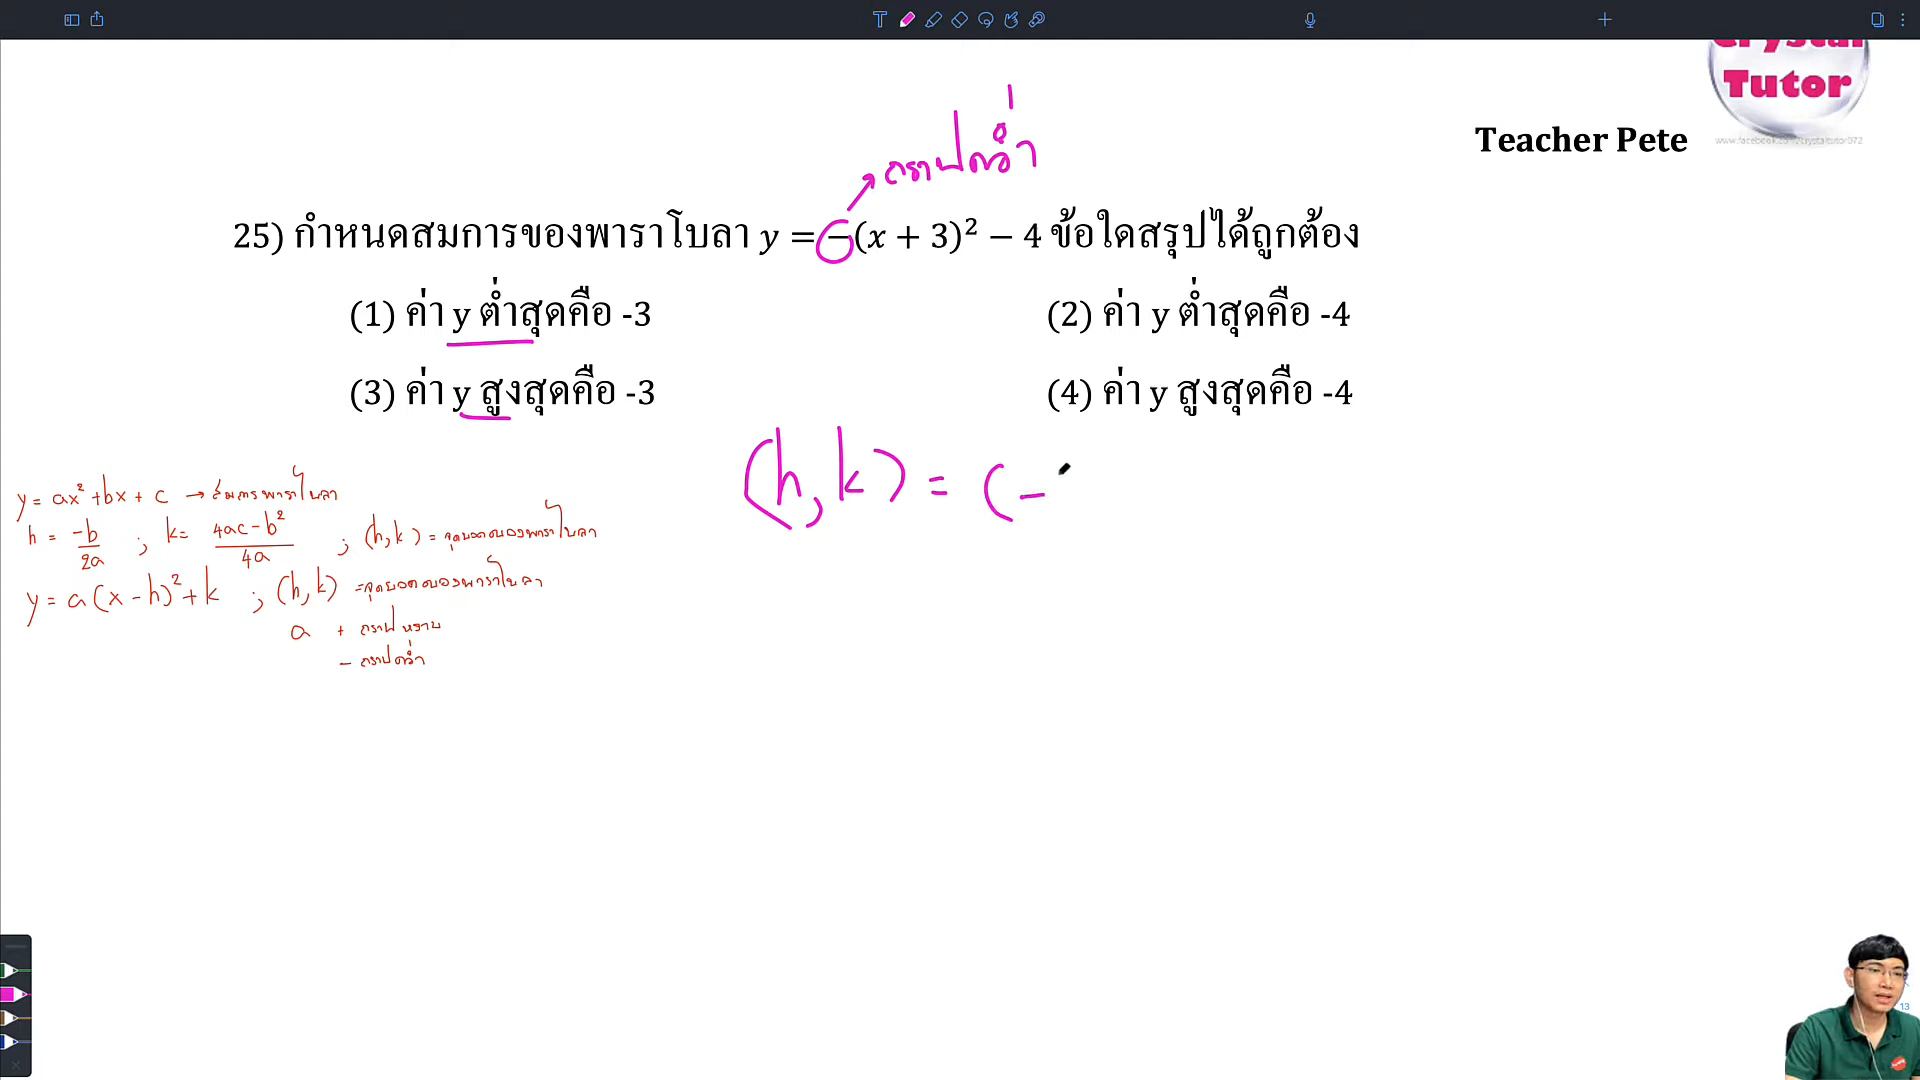 Crystal
Tutor
www.facebook.com/crystaltutor072
Teacher Pete
กราปคว่ำ
25) กำหนดสมการของพาราโบลา y = −(x + 3)² − 4 ข้อใดสรุปได้ถูกต้อง
(1) ค่า y ต่ำสุดคือ -3
(2) ค่า y ต่ำสุดคือ -4
(3) ค่า y สูงสุดคือ -3
(4) ค่า y สูงสุดคือ -4
(h, k) = (-
y = ax² + bx + c → สมการพาราโบลา
h = -b/2a ; k = 4ac - b²/4a ; (h, k) = จุดยอดของพาราโบลา
y = a(x - h)² + k ; (h, k) = จุดยอดของพาราโบลา
a + กราปหงาย
- กราปคว่ำ
13